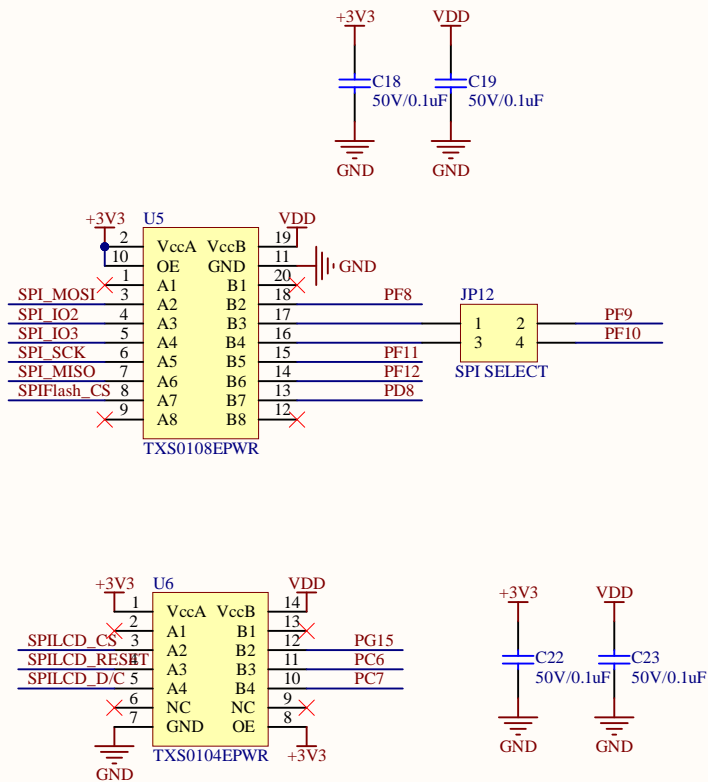 +3V3 VDD
C18 C19
50V/0.1uF 50V/0.1uF
GND GND
+3V3 U5 VDD
2 VccA VccB 19
10 OE GND 11 GND
1 A1 B1 20
SPI_MOSI 3 A2 B2 18 PF8
SPI_IO2 4 A3 B3 17
SPI_IO3 5 A4 B4 16
SPI_SCK 6 A5 B5 15 PF11
SPI_MISO 7 A6 B6 14 PF12
SPIFlash_CS 8 A7 B7 13 PD8
9 A8 B8 12
TXS0108EPWR
JP12
1 2 PF9
3 4 PF10
SPI SELECT
+3V3 U6 VDD
1 VccA VccB 14
2 A1 B1 13
SPILCD_CS 3 A2 B2 12 PG15
SPILCD_RESET 4 A3 B3 11 PC6
SPILCD_D/C 5 A4 B4 10 PC7
6 NC NC 9
7 GND OE 8
GND TXS0104EPWR +3V3
+3V3 VDD
C22 C23
50V/0.1uF 50V/0.1uF
GND GND